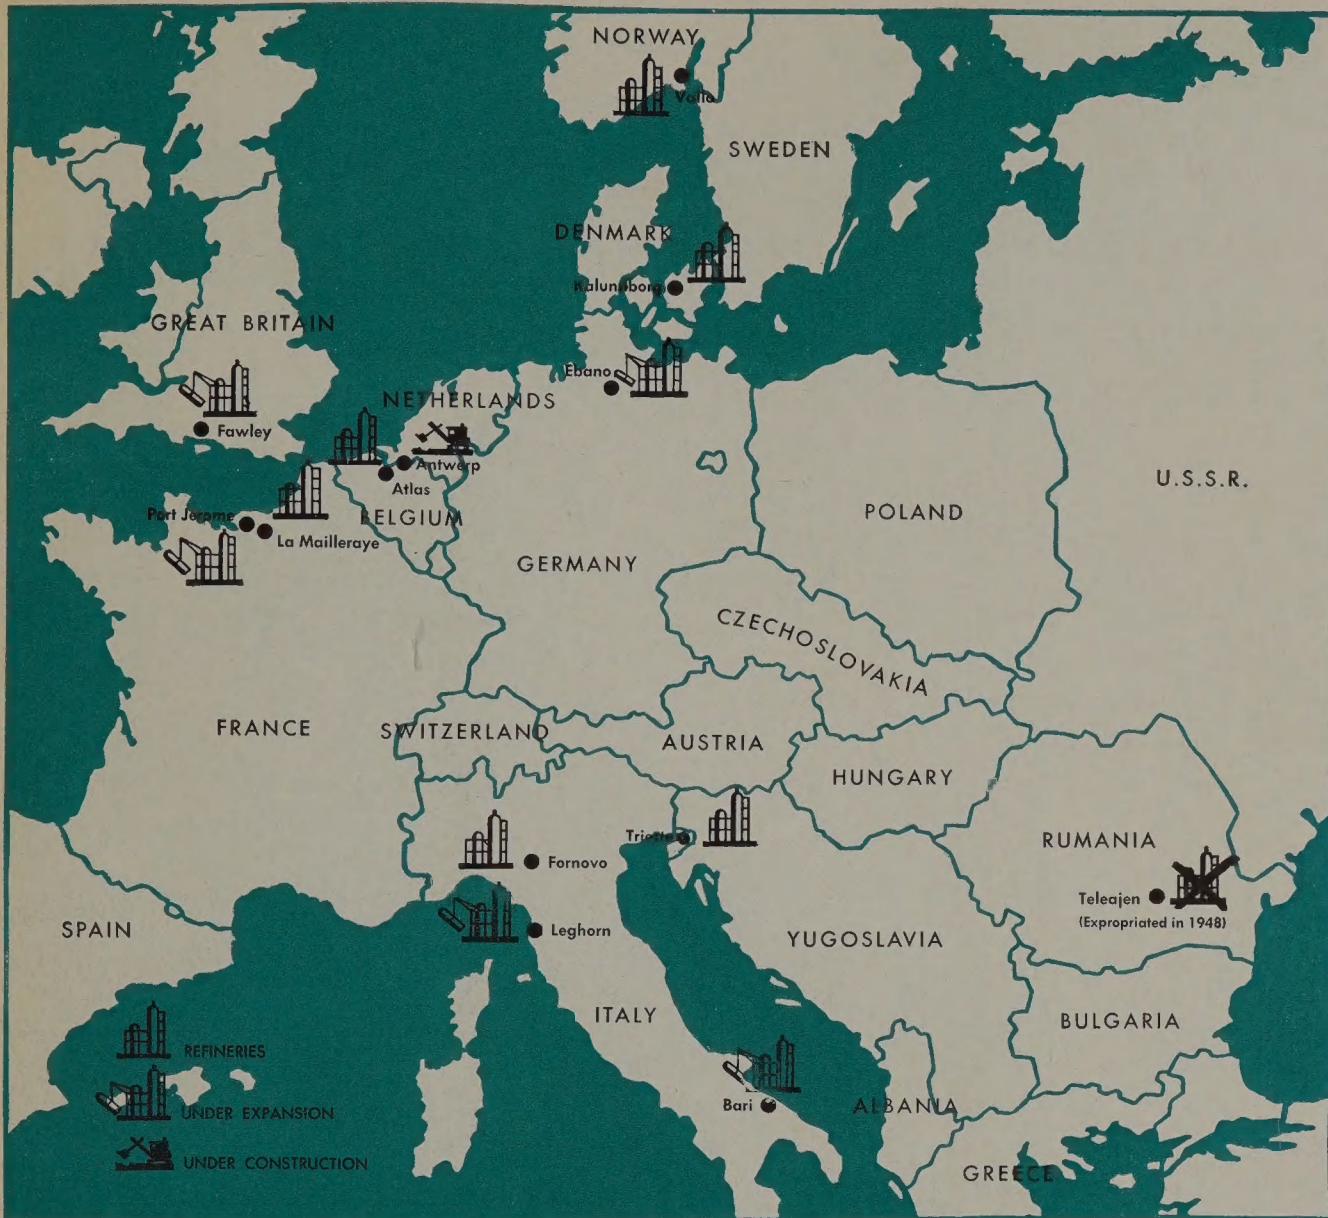 NORWAY
Vallo
SWEDEN
DENMARK
Kalundborg
GREAT BRITAIN
Ebano
NETHERLANDS
Fawley
Antwerp
Atlas
U.S.S.R.
POLAND
Port Jerome
BELGIUM
La Mailleraye
GERMANY
CZECHOSLOVAKIA
FRANCE
SWITZERLAND
AUSTRIA
HUNGARY
Trieste
RUMANIA
Fornovo
Teleajen
(Expropriated in 1948)
SPAIN
Leghorn
YUGOSLAVIA
ITALY
BULGARIA
REFINERIES
UNDER EXPANSION
Bari
ALBANIA
UNDER CONSTRUCTION
GREECE